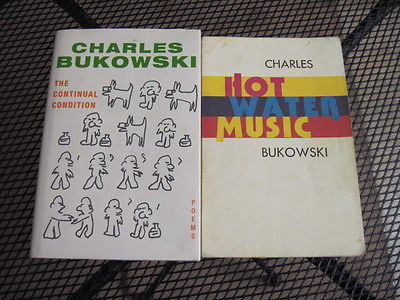 CHARLES
BUKOWSKI
THE
CONTINUAL
CONDITION
POEMS
CHARLES
HOT
WATER
MUSIC
BUKOWSKI